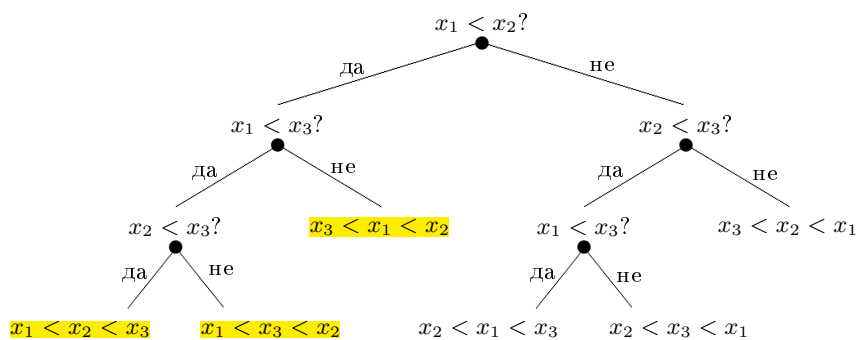 x₁ < x₂?
да не
x₁ < x₃? x₂ < x₃?
да не да не
x₂ < x₃? x₃ < x₁ < x₂ x₁ < x₃? x₃ < x₂ < x₁
да не да не
x₁ < x₂ < x₃ x₁ < x₃ < x₂ x₂ < x₁ < x₃ x₂ < x₃ < x₁